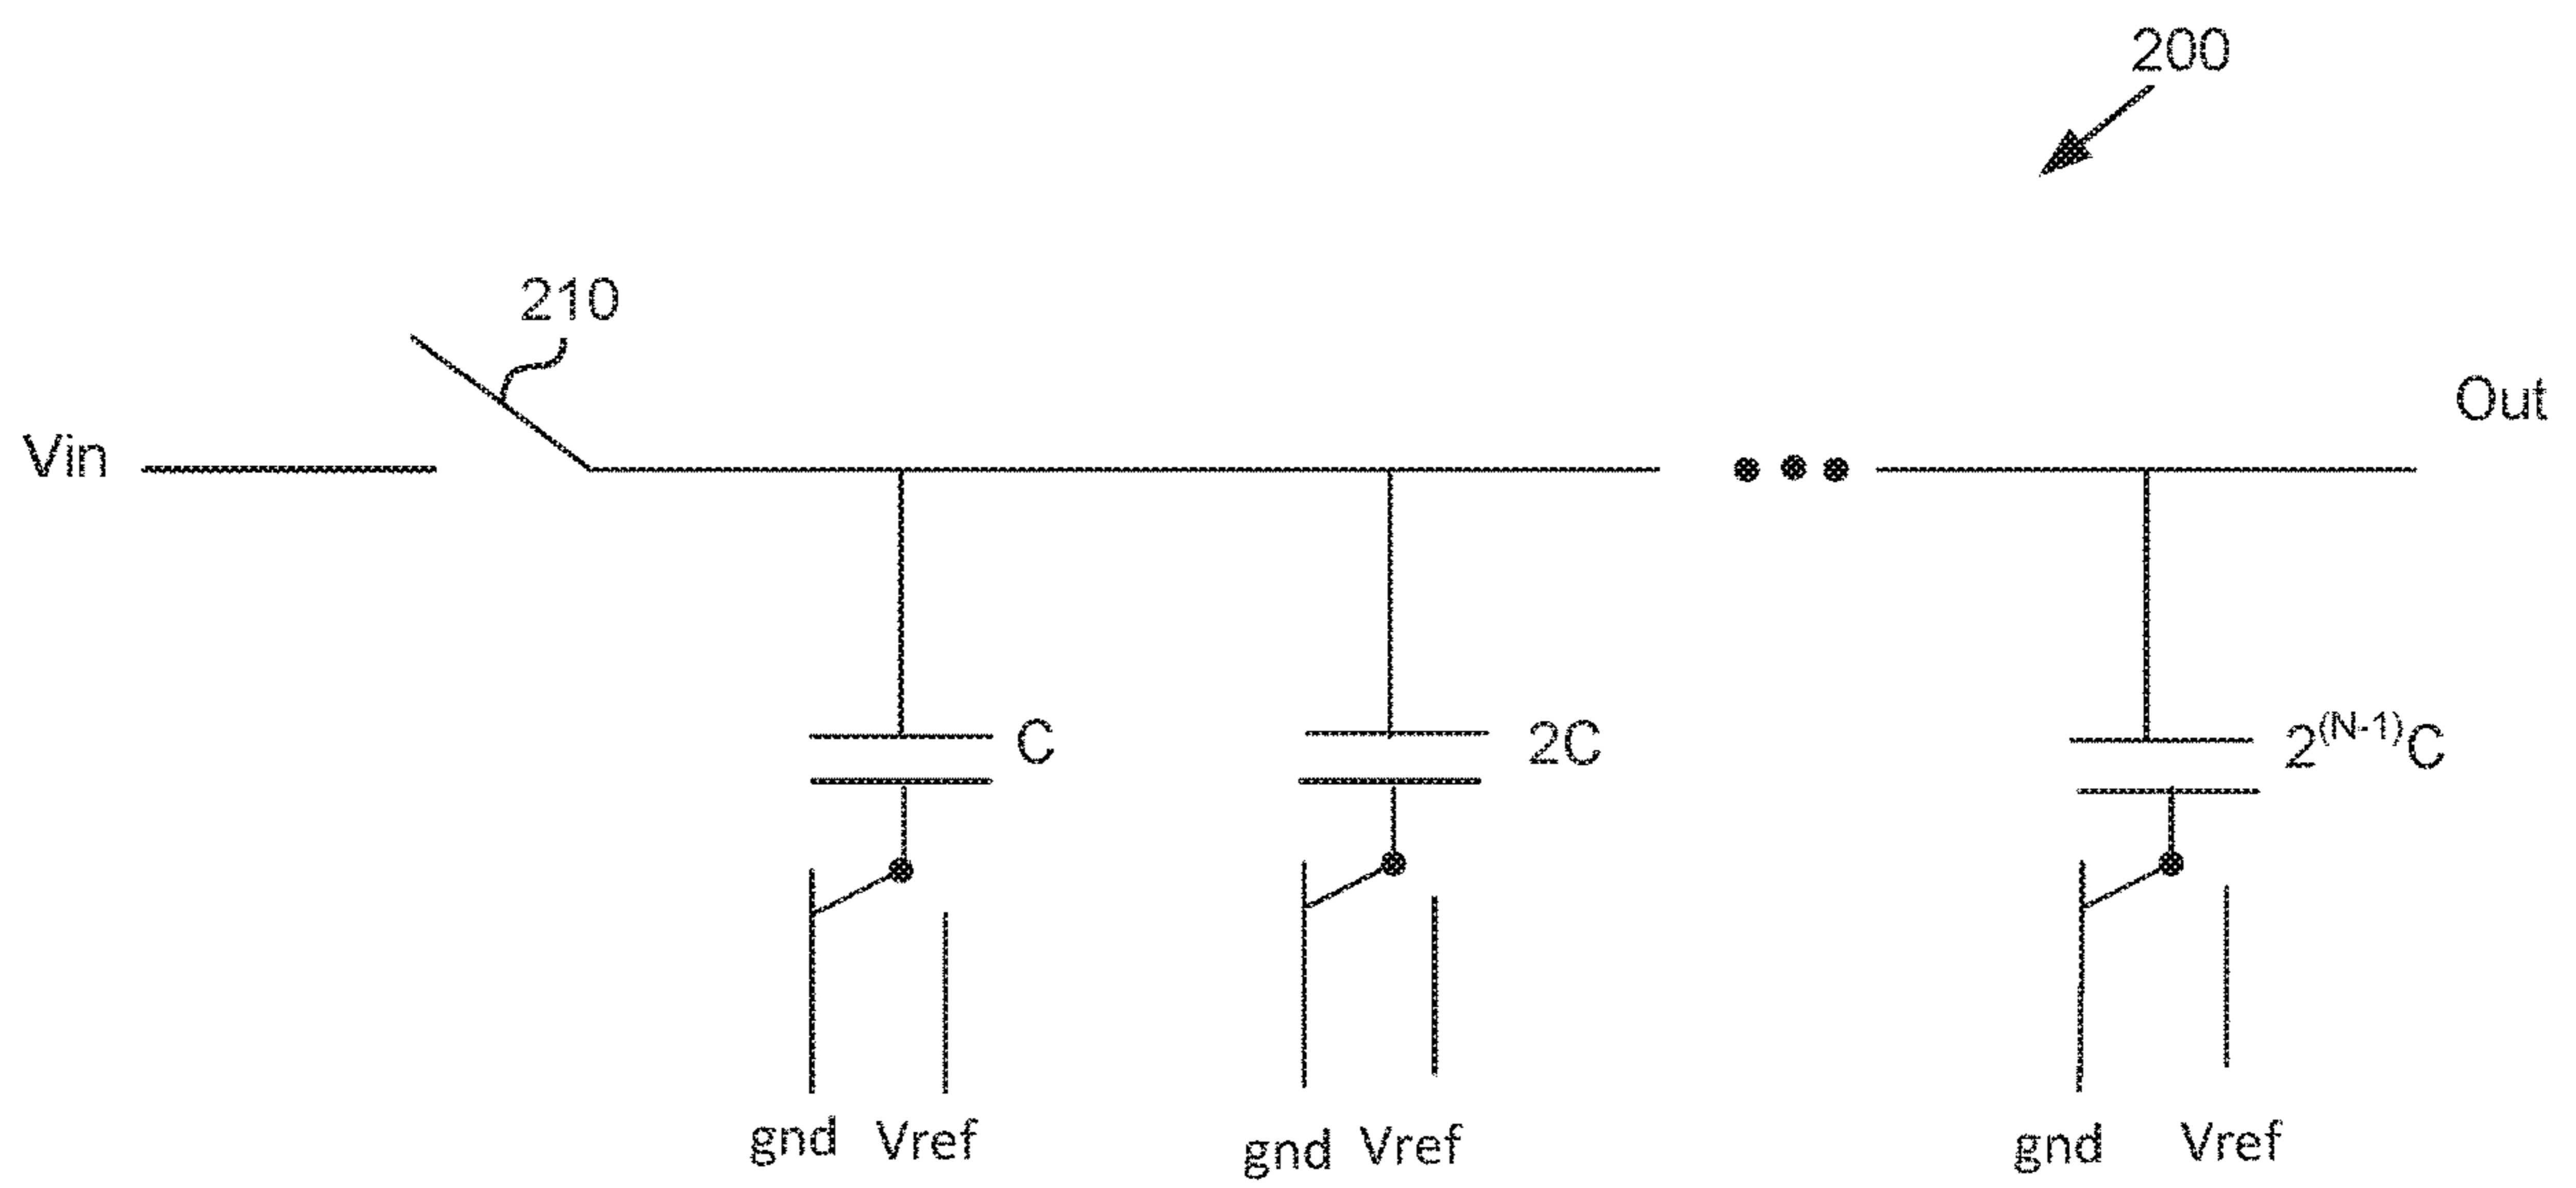 200
210
Vin
Out
C
2C
2^(N-1)C
gnd Vref
gnd Vref
gnd Vref